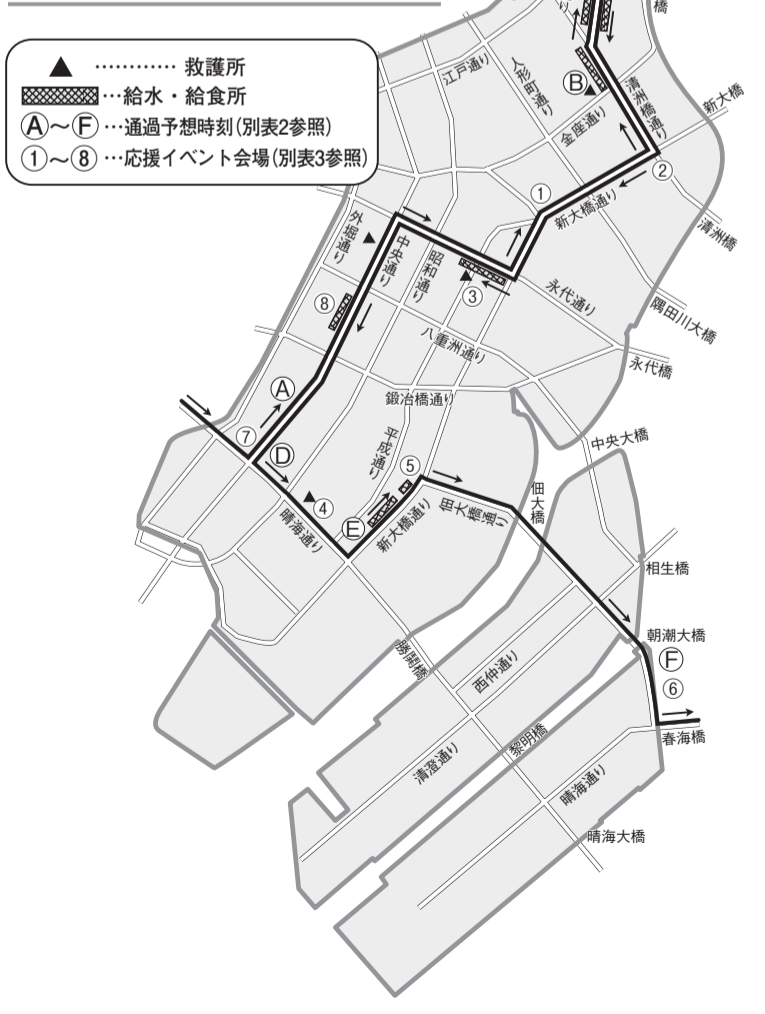 ▲ ………… 救護所
…給水・給食所
Ⓐ～Ⓕ …通過予想時刻(別表2参照)
①～⑧ …応援イベント会場(別表3参照)
橋
江戸通り
人形町通り
Ⓑ
清洲橋通り
金座通り
新大橋
②
①
新大橋通り
清洲橋
外堀通り
中央通り
昭和通り
③
永代通り
隅田川大橋
⑧
八重洲通り
永代橋
Ⓐ
鍛冶橋通り
平成通り
中央大橋
⑦
Ⓓ
⑤
佃大橋
④
晴海通り
Ⓔ
新大橋通り
佃大橋通り
相生橋
朝潮大橋
Ⓕ
⑥
勝鬨橋
西仲通り
春海橋
黎明橋
清澄通り
晴海通り
晴海大橋